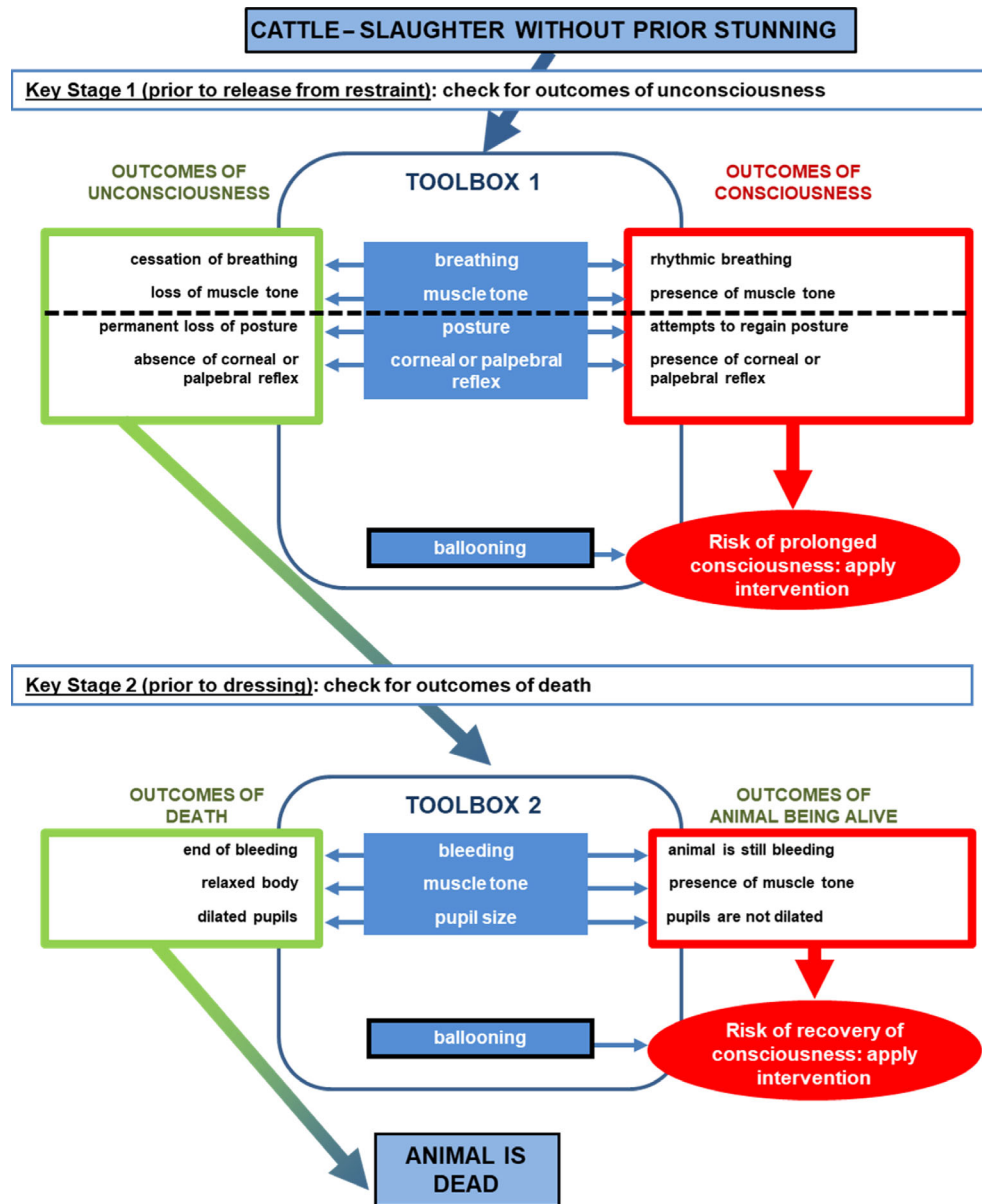 CATTLE – SLAUGHTER WITHOUT PRIOR STUNNING
Key Stage 1 (prior to release from restraint): check for outcomes of unconsciousness
OUTCOMES OF
UNCONSCIOUSNESS
TOOLBOX 1
OUTCOMES OF
CONSCIOUSNESS
cessation of breathing
breathing
rhythmic breathing
loss of muscle tone
muscle tone
presence of muscle tone
permanent loss of posture
posture
attempts to regain posture
absence of corneal or
palpebral reflex
corneal or palpebral
reflex
presence of corneal or
palpebral reflex
ballooning
Risk of prolonged
consciousness: apply
intervention
Key Stage 2 (prior to dressing): check for outcomes of death
OUTCOMES OF
DEATH
TOOLBOX 2
OUTCOMES OF
ANIMAL BEING ALIVE
end of bleeding
bleeding
animal is still bleeding
relaxed body
muscle tone
presence of muscle tone
dilated pupils
pupil size
pupils are not dilated
ballooning
Risk of recovery of
consciousness: apply
intervention
ANIMAL IS
DEAD